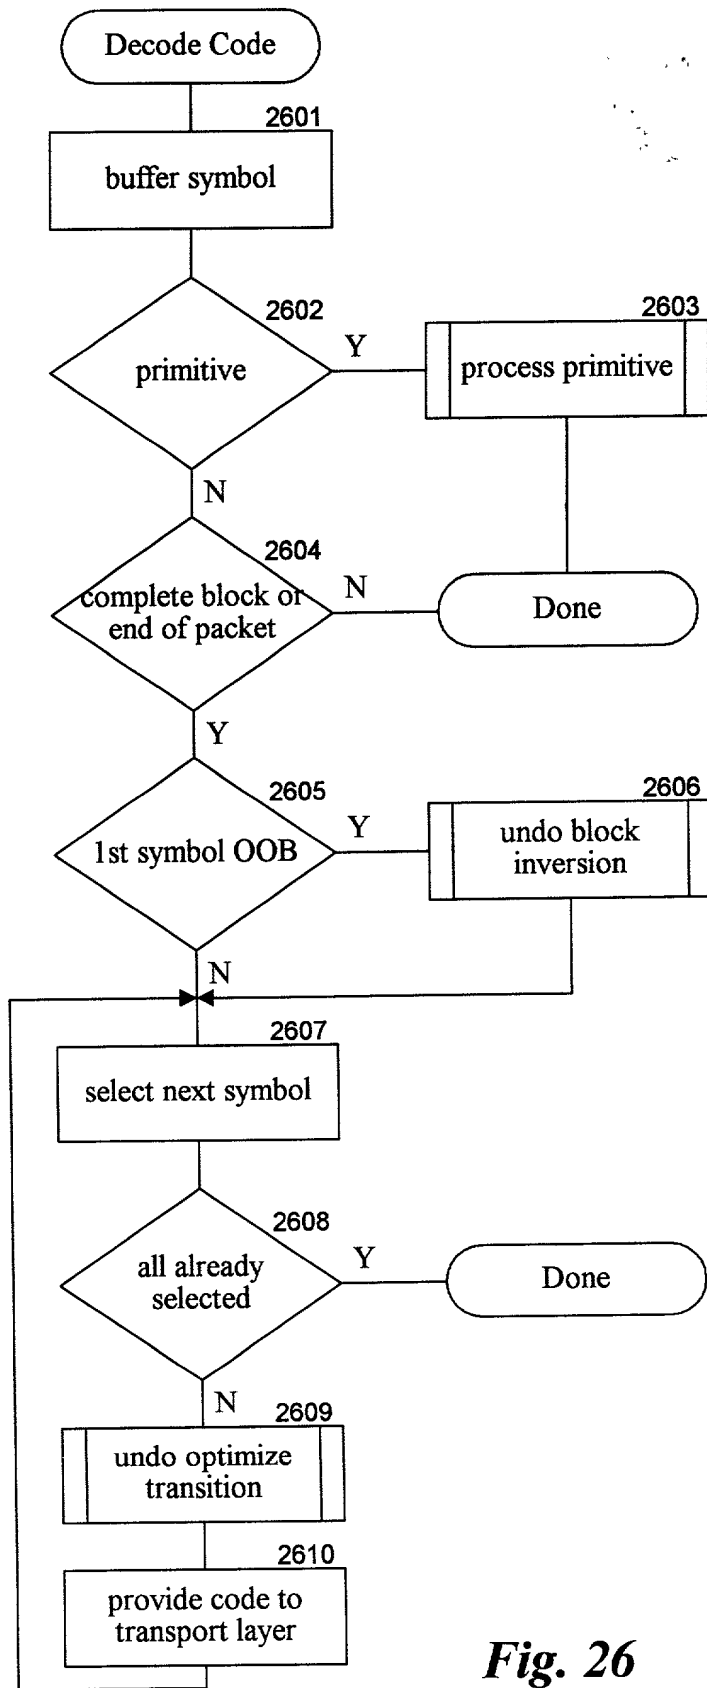 Decode Code
2601
buffer symbol
2602
primitive
Y
2603
process primitive
N
2604
complete block or
end of packet
N
Done
Y
2605
1st symbol OOB
Y
2606
undo block
inversion
N
2607
select next symbol
2608
all already
selected
Y
Done
N
2609
undo optimize
transition
2610
provide code to
transport layer
Fig. 26